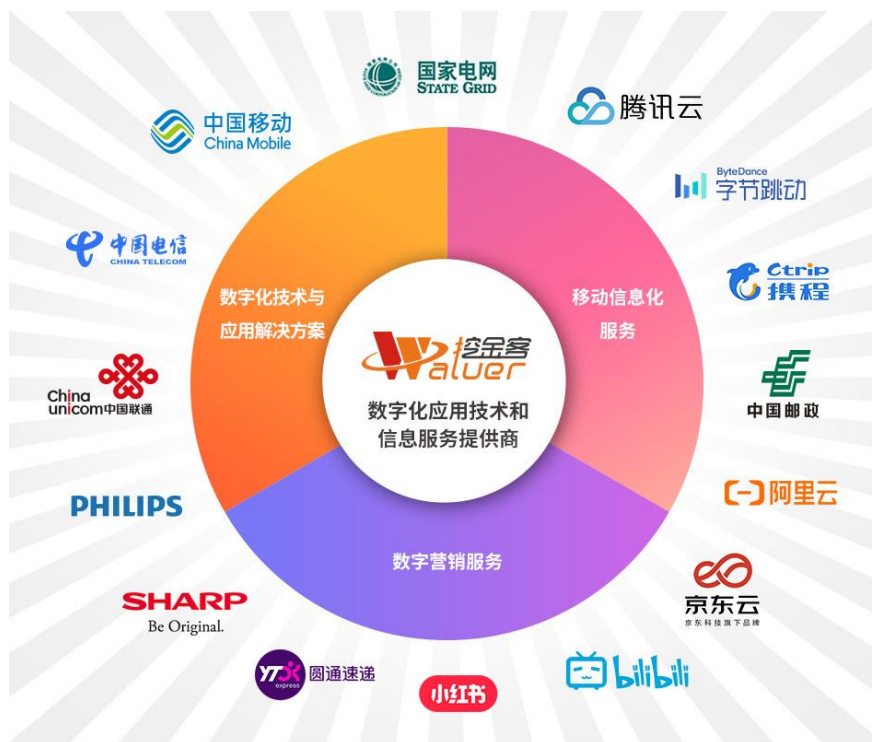 国家电网
STATE GRID
腾讯云
中国移动
China Mobile
ByteDance
字节跳动
中国电信
CHINA TELECOM
Ctrip
携程
数字化技术与
应用解决方案
移动信息化
服务
挖金客
Waluer
数字化应用技术和
信息服务提供商
China
unicom中国联通
中国邮政
PHILIPS
阿里云
数字营销服务
SHARP
Be Original.
京东云
京东科技旗下品牌
YTO
express
圆通速递
小红书
bilibili